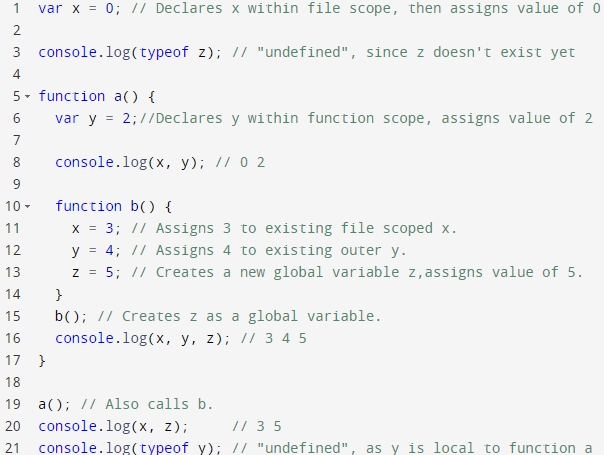 1 var x = 0; // Declares x within file scope, then assigns value of 0
2
3 console.log(typeof z); // "undefined", since z doesn't exist yet
4
5 function a() {
6 var y = 2;//Declares y within function scope, assigns value of 2
7
8 console.log(x, y); // 0 2
9
10 function b() {
11 x = 3; // Assigns 3 to existing file scoped x.
12 y = 4; // Assigns 4 to existing outer y.
13 z = 5; // Creates a new global variable z,assigns value of 5.
14 }
15 b(); // Creates z as a global variable.
16 console.log(x, y, z); // 3 4 5
17 }
18
19 a(); // Also calls b.
20 console.log(x, z); // 3 5
21 console.log(typeof y); // "undefined", as y is local to function a